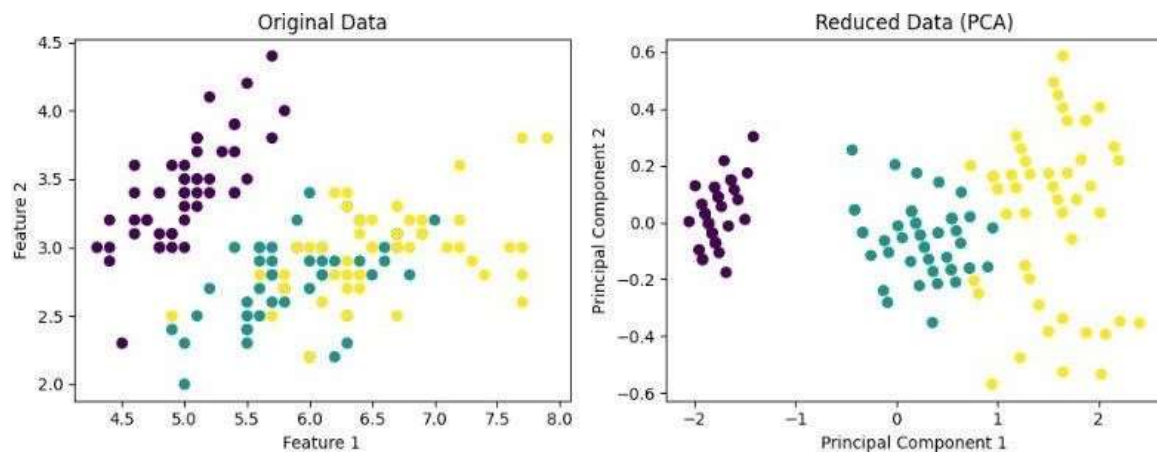 Original Data
4.5
4.0
3.5
3.0
2.5
2.0
Feature 2
4.5 5.0 5.5 6.0 6.5 7.0 7.5 8.0
Feature 1
Reduced Data (PCA)
0.6
0.4
0.2
0.0
−0.2
−0.4
−0.6
Principal Component 2
−2 −1 0 1 2
Principal Component 1